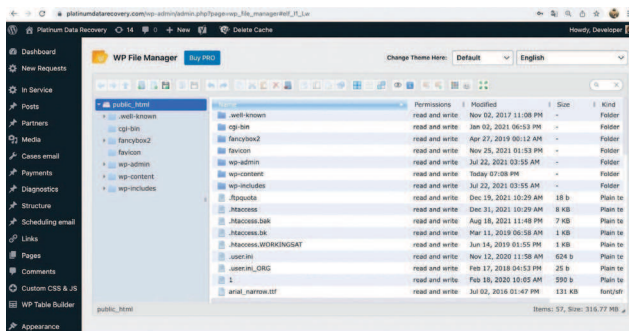 platinumdatarecovery.com/wp-admin/admin.php?page=wp_file_manager#elf_l1_Lw
Platinum Data Recovery 14 0 + New Delete Cache Howdy, Developer
Dashboard
New Requests
In Service
Posts
Partners
Media
Cases email
Payments
Diagnostics
Structure
Scheduling email
Links
Pages
Comments
Custom CSS & JS
WP Table Builder
Appearance
WP File Manager Buy PRO Change Theme Here: Default English
public_html
.well-known
cgi-bin
fancybox2
favicon
wp-admin
wp-content
wp-includes
Name Permissions Modified Size Kind
.well-known read and write Nov 02, 2017 11:08 PM - Folder
cgi-bin read and write Jan 02, 2021 06:53 PM - Folder
fancybox2 read and write Apr 27, 2019 00:12 AM - Folder
favicon read and write Nov 25, 2021 01:53 PM - Folder
wp-admin read and write Jul 22, 2021 03:55 AM - Folder
wp-content read and write Today 07:08 PM - Folder
wp-includes read and write Jul 22, 2021 03:55 AM - Folder
.ftpquota read and write Dec 19, 2021 10:29 AM 18 b Plain te
.htaccess read and write Dec 31, 2021 10:29 AM 8 KB Plain te
.htaccess.bak read and write Aug 18, 2021 11:48 PM 7 KB Plain te
.htaccess.bk read and write Mar 11, 2019 06:58 AM 1 KB Plain te
.htaccess.WORKINGSAT read and write Jun 14, 2019 01:55 PM 1 KB Plain te
.user.ini read and write Nov 12, 2020 11:58 AM 624 b Plain te
.user.ini_ORG read and write Feb 17, 2018 04:53 PM 25 b Plain te
1 read and write Feb 18, 2020 10:05 AM 590 b Plain te
arial_narrow.ttf read and write Jul 02, 2016 01:47 PM 131 KB font/sfr
public_html Items: 57, Size: 316.77 MB